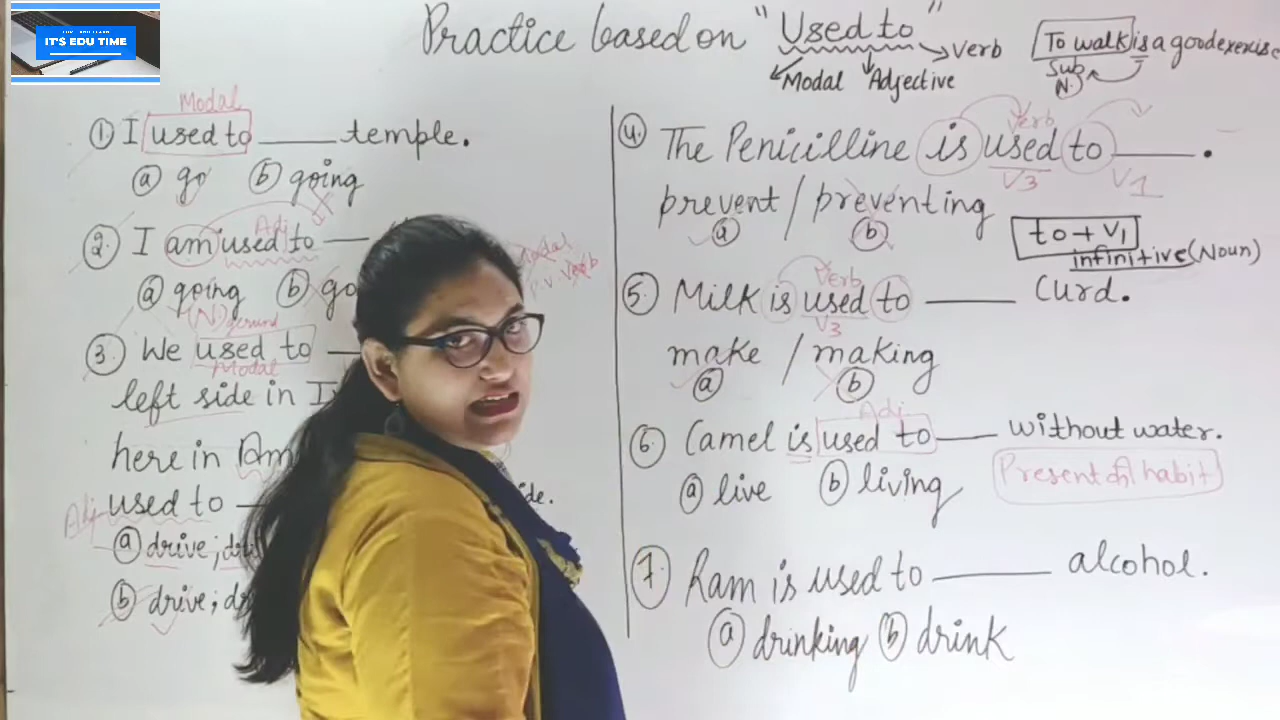 IT'S EDU TIME
Practice based on "Used to"
Modal
Adjective
Verb
To walk is a good exercise
Sub
N.
Modal
① I used to ____ temple.
ⓐ go ⓑ going
Adj
②. I am used to
ⓐ going ⓑ go
(N) gerund
③. We used to
Modal
left side in I
here in Am
Adj used to
de.
ⓐ drive;
ⓑ drive;
Verb
④ The Penicilline is used to ____.
V3 V1
prevent / preventing
ⓐ ⓑ
to + V1
infinitive (Noun)
Verb
⑤. Milk is used to ____ Curd.
V3
make / making
ⓐ ⓑ
Adj
⑥ Camel is used to ____ without water.
ⓐ live ⓑ living
Present की habit
⑦. Ram is used to ____ alcohol.
ⓐ drinking ⓑ drink